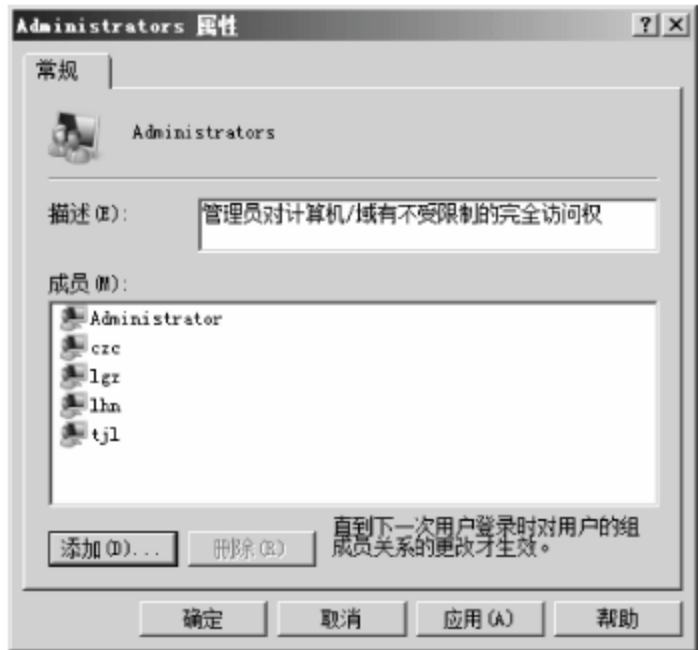 Administrators 属性
常规
Administrators
描述(E):
管理员对计算机/域有不受限制的完全访问权
成员(M):
Administrator
czc
lgz
lhn
tjl
添加(D)...
删除(R)
直到下一次用户登录时对用户的组
成员关系的更改才生效。
确定
取消
应用(A)
帮助